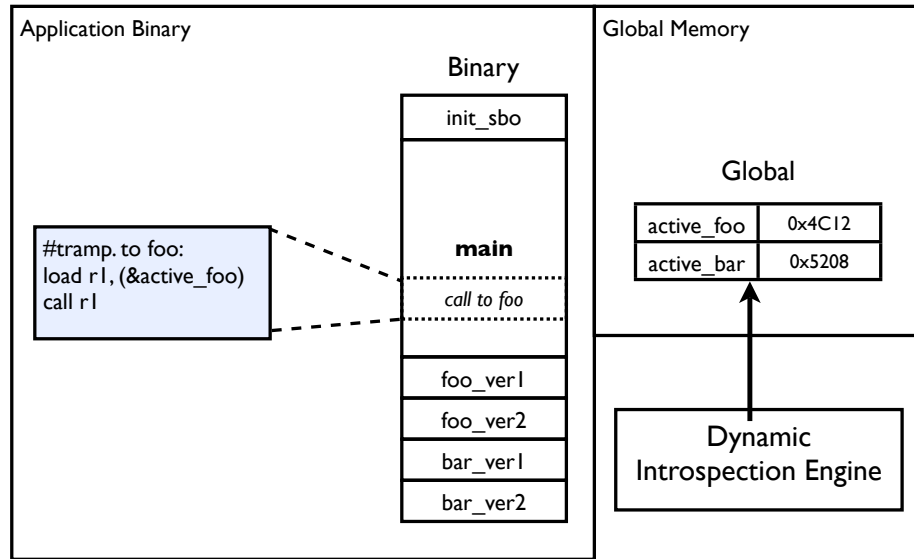 Application Binary
Binary
init_sbo
main
call to foo
foo_ver1
foo_ver2
bar_ver1
bar_ver2
#tramp. to foo:
load r1, (&active_foo)
call r1
Global Memory
Global
active_foo 0x4C12
active_bar 0x5208
Dynamic
Introspection Engine